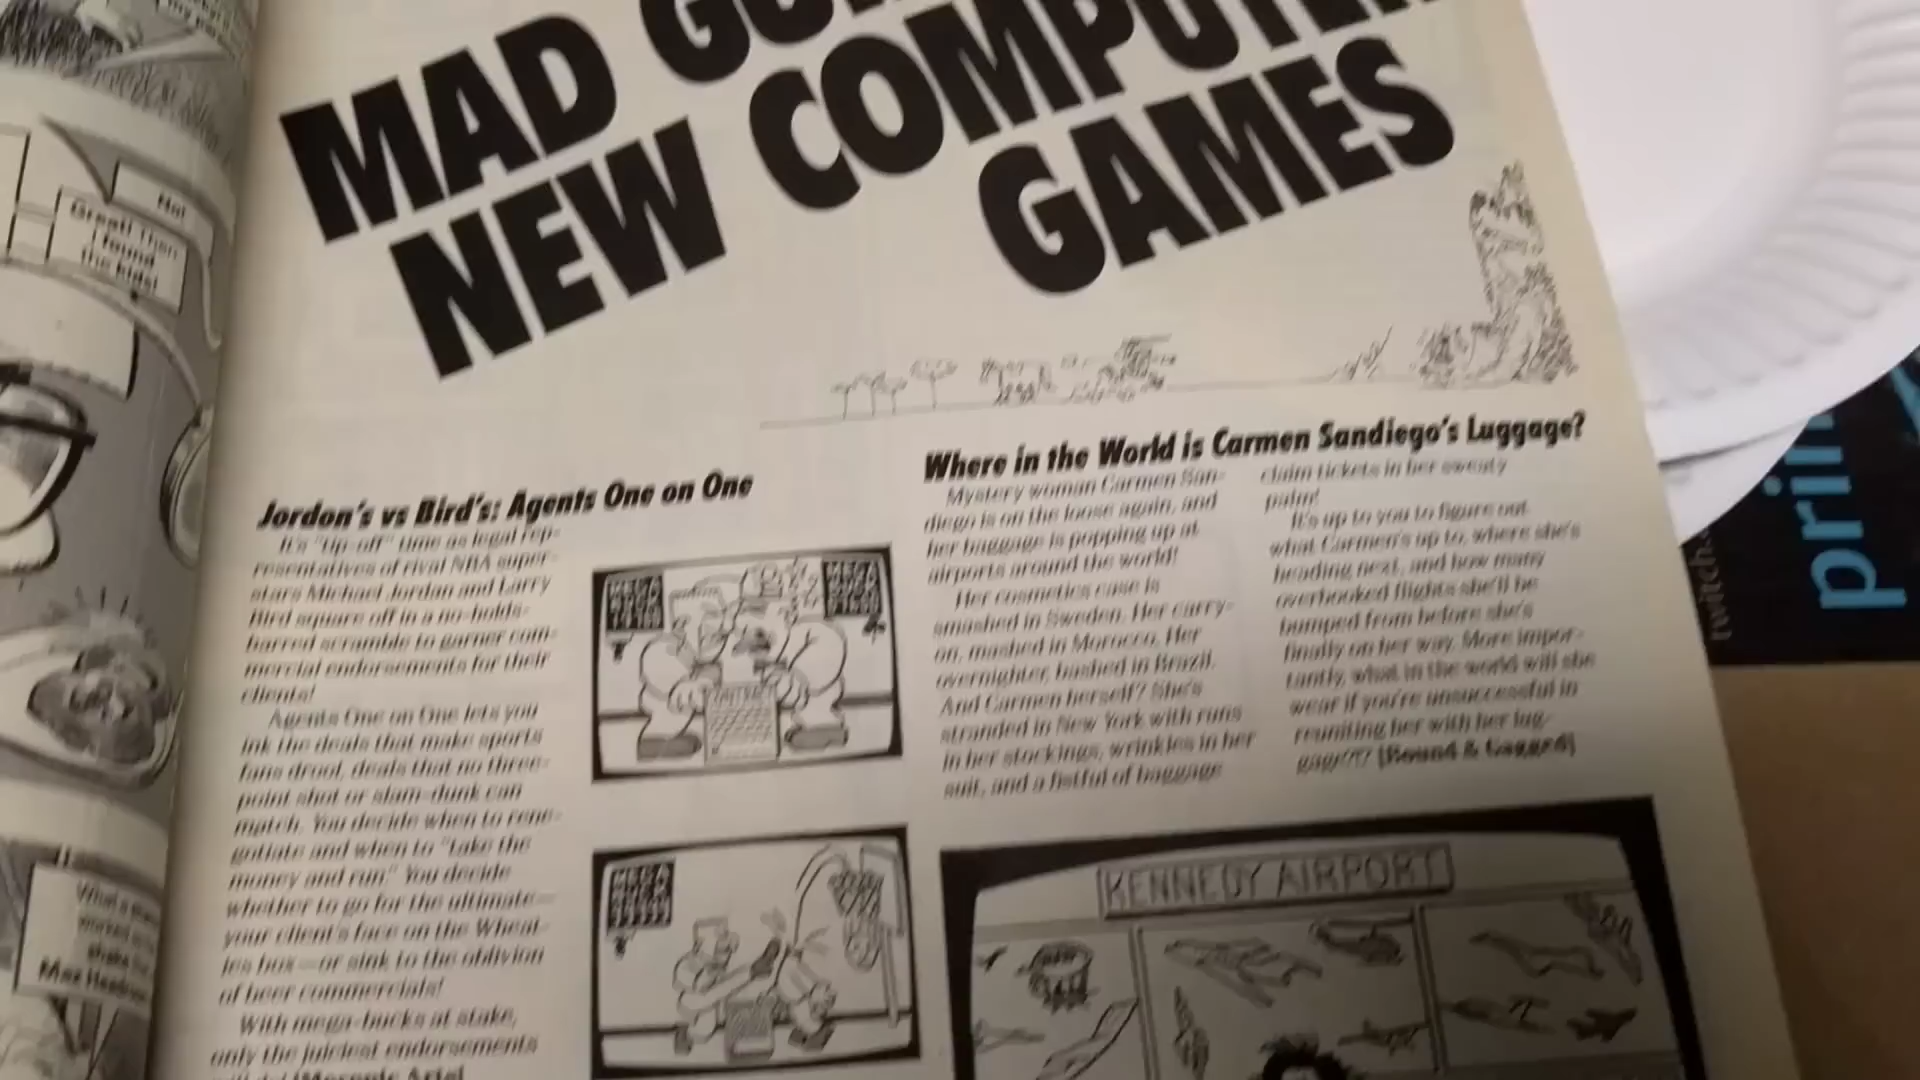 MAD
NEW COMPUTER
GAMES
No!
Great! Then
I found
the kids!
Jordon's vs Bird's: Agents One on One
It's "tip-off" time as legal rep-
resentatives of rival NBA super-
stars Michael Jordan and Larry
Bird square off in a no-holds-
barred scramble to garner com-
mercial endorsements for their
clients!
Agents One on One lets you
ink the deals that make sports
fans drool, deals that no three-
point shot or slam-dunk can
match. You decide when to rene-
gotiate and when to "take the
money and run." You decide
whether to go for the ultimate—
your client's face on the Wheat-
ies box—or sink to the oblivion
of beer commercials!
With mega-bucks at stake,
only the juiciest endorsements
CONTRACT
Where in the World is Carmen Sandiego's Luggage?
Mystery woman Carmen San-
diego is on the loose again, and
her baggage is popping up at
airports around the world!
Her cosmetics case is
smashed in Sweden. Her carry-
on, mashed in Morocco. Her
overnighter, bashed in Brazil.
And Carmen herself? She's
stranded in New York with runs
in her stockings, wrinkles in her
suit, and a fistful of baggage
claim tickets in her sweaty
palm!
It's up to you to figure out
what Carmen's up to, where she's
heading next, and how many
overbooked flights she'll be
bumped from before she's
finally on her way. More impor-
tantly, what in the world will she
wear if you're unsuccessful in
reuniting her with her lug-
gage??? (Bound & Gagged)
KENNEDY AIRPORT
twitch
prim